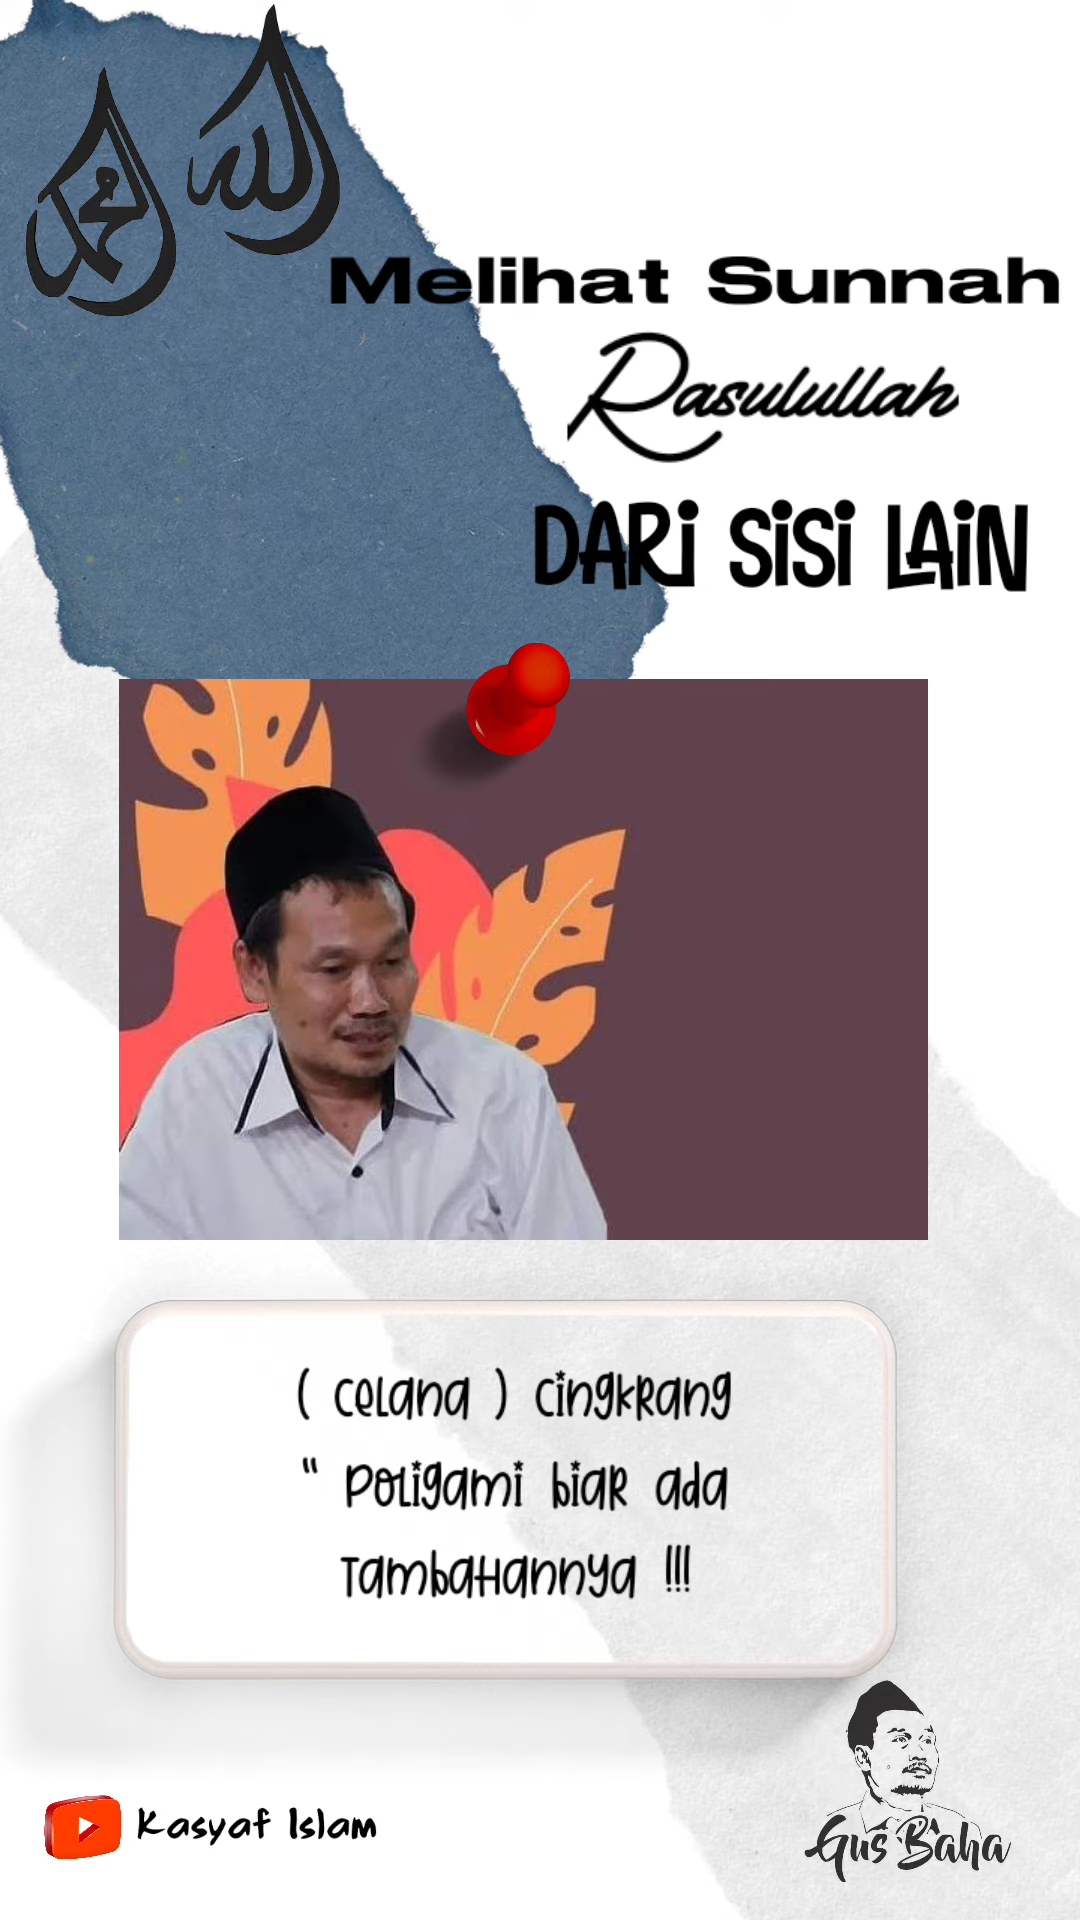 محمد
الله
Melihat Sunnah
Rasulullah
DARi SiSi LAiN
( celana ) cingkrang
" Poligami biar ada
Tambahannya !!!
Kasyaf Islam
Gus Baha